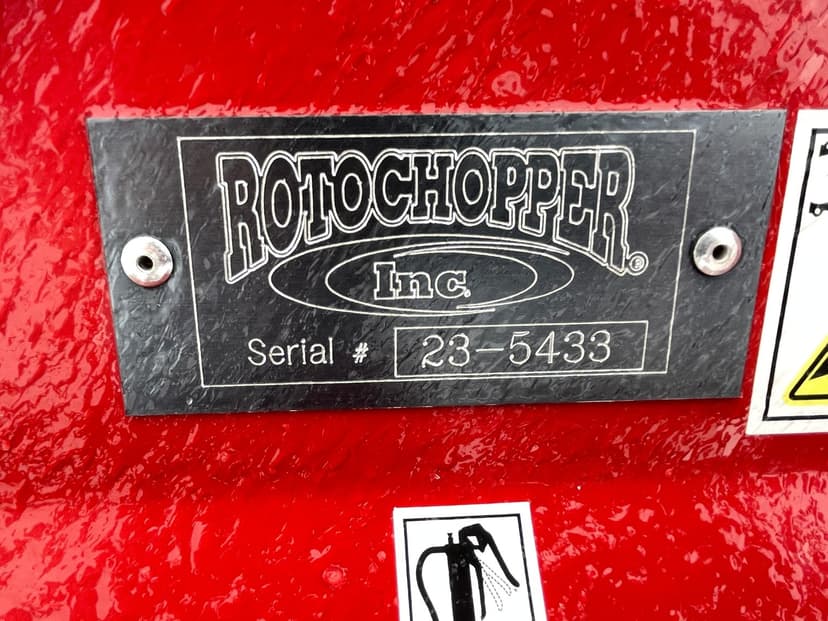 ROTOCHOPPER®
Inc.
Serial # 23-5433